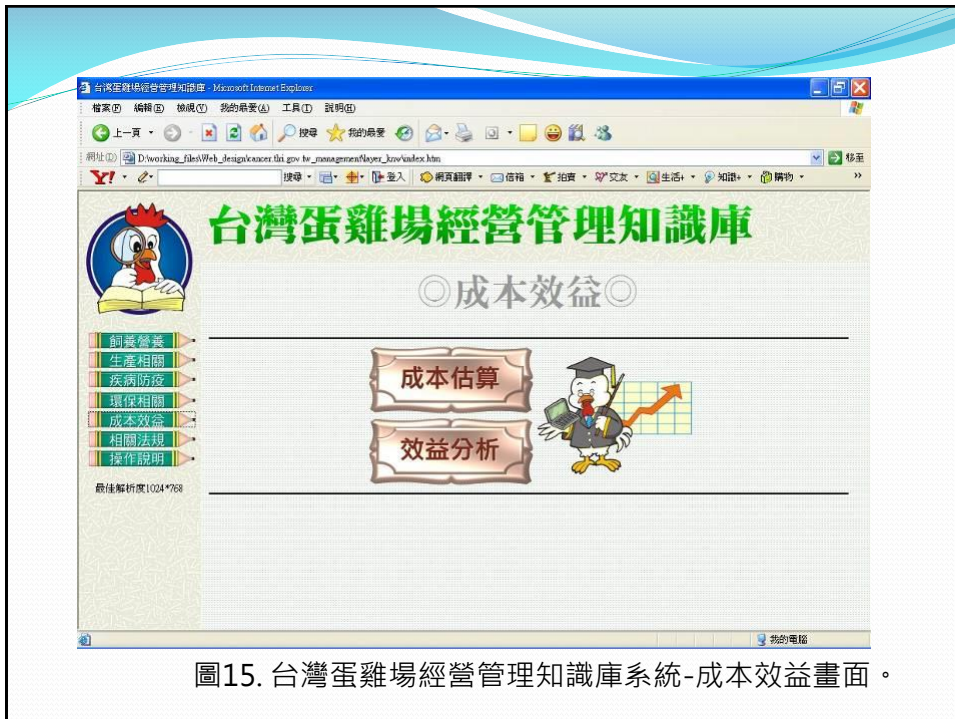 台灣蛋雞場經營管理知識庫 - Microsoft Internet Explorer
檔案(F) 編輯(E) 檢視(V) 我的最愛(A) 工具(T) 說明(H)
上一頁 搜尋 我的最愛
網址(D) D:\working_files\Web_design\kancer.tlri.gov.tw_management\layer_knw\index.htm 移至
Y! 搜尋 登入 網頁翻譯 信箱 拍賣 交友 生活+ 知識+ 購物 »
台灣蛋雞場經營管理知識庫
◎成本效益◎
飼養營養
生產相關
疾病防疫
環保相關
成本效益
相關法規
操作說明
最佳解析度1024*768
成本估算
效益分析
我的電腦
圖15. 台灣蛋雞場經營管理知識庫系統-成本效益畫面。